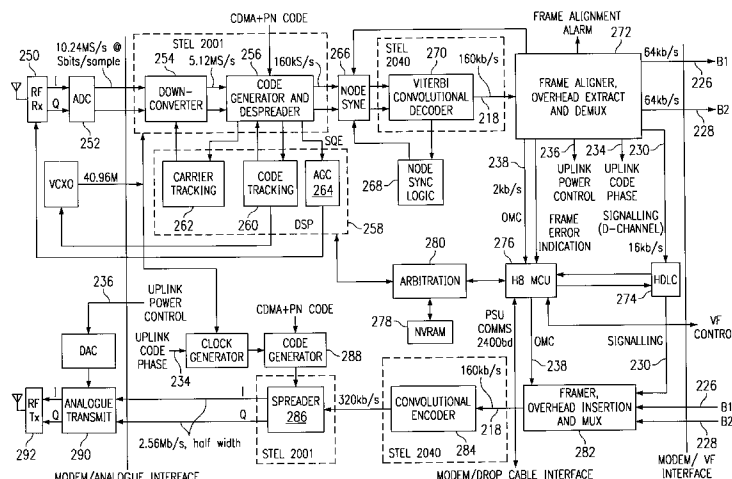 CDMA+PN CODE
FRAME ALIGNMENT
ALARM
272
250
10.24MS/s @
5bits/sample
STEL 2001
254
5.12MS/s
256
160kS/s
266
STEL
2040
270
160kb/s
64kb/s
B1
226
RF
Rx
I
Q
ADC
252
DOWN-
CONVERTER
CODE
GENERATOR AND
DESPREADER
NODE
SYNC
VITERBI
CONVOLUTIONAL
DECODER
218
FRAME ALIGNER,
OVERHEAD EXTRACT
AND DEMUX
64kb/s
B2
228
SQE
238
236
234
230
VCXO
40.96M
CARRIER
TRACKING
262
CODE
TRACKING
260
AGC
264
DSP
258
268
NODE
SYNC
LOGIC
2kb/s
UPLINK
POWER
CONTROL
UPLINK
CODE
PHASE
OMC
FRAME
ERROR
INDICATION
SIGNALLING
(D-CHANNEL)
16kb/s
280
276
ARBITRATION
H8 MCU
HDLC
274
236
UPLINK
POWER
CONTROL
CDMA+PN CODE
278
NVRAM
PSU
COMMS
2400bd
VF
CONTROL
DAC
UPLINK
CODE
PHASE
234
CLOCK
GENERATOR
CODE
GENERATOR
288
OMC
238
SIGNALLING
230
RF
Tx
292
I
Q
ANALOGUE
TRANSMIT
290
I
Q
2.56Mb/s, half width
SPREADER
286
STEL 2001
320kb/s
CONVOLUTIONAL
ENCODER
284
STEL 2040
160kb/s
218
FRAMER,
OVERHEAD INSERTION
AND MUX
282
226
B1
B2
228
MODEM/ANALOGUE INTERFACE
MODEM/DROP CABLE INTERFACE
MODEM/ VF
INTERFACE